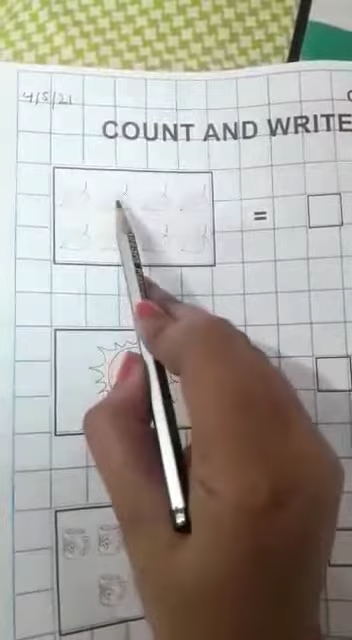 4/5/21
COUNT AND WRITE
=